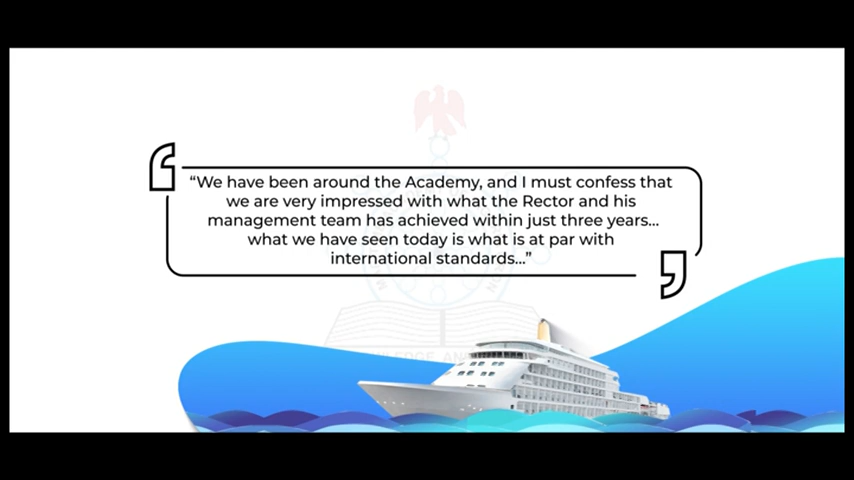 “We have been around the Academy, and I must confess that
we are very impressed with what the Rector and his
management team has achieved within just three years...
what we have seen today is what is at par with
international standards...”